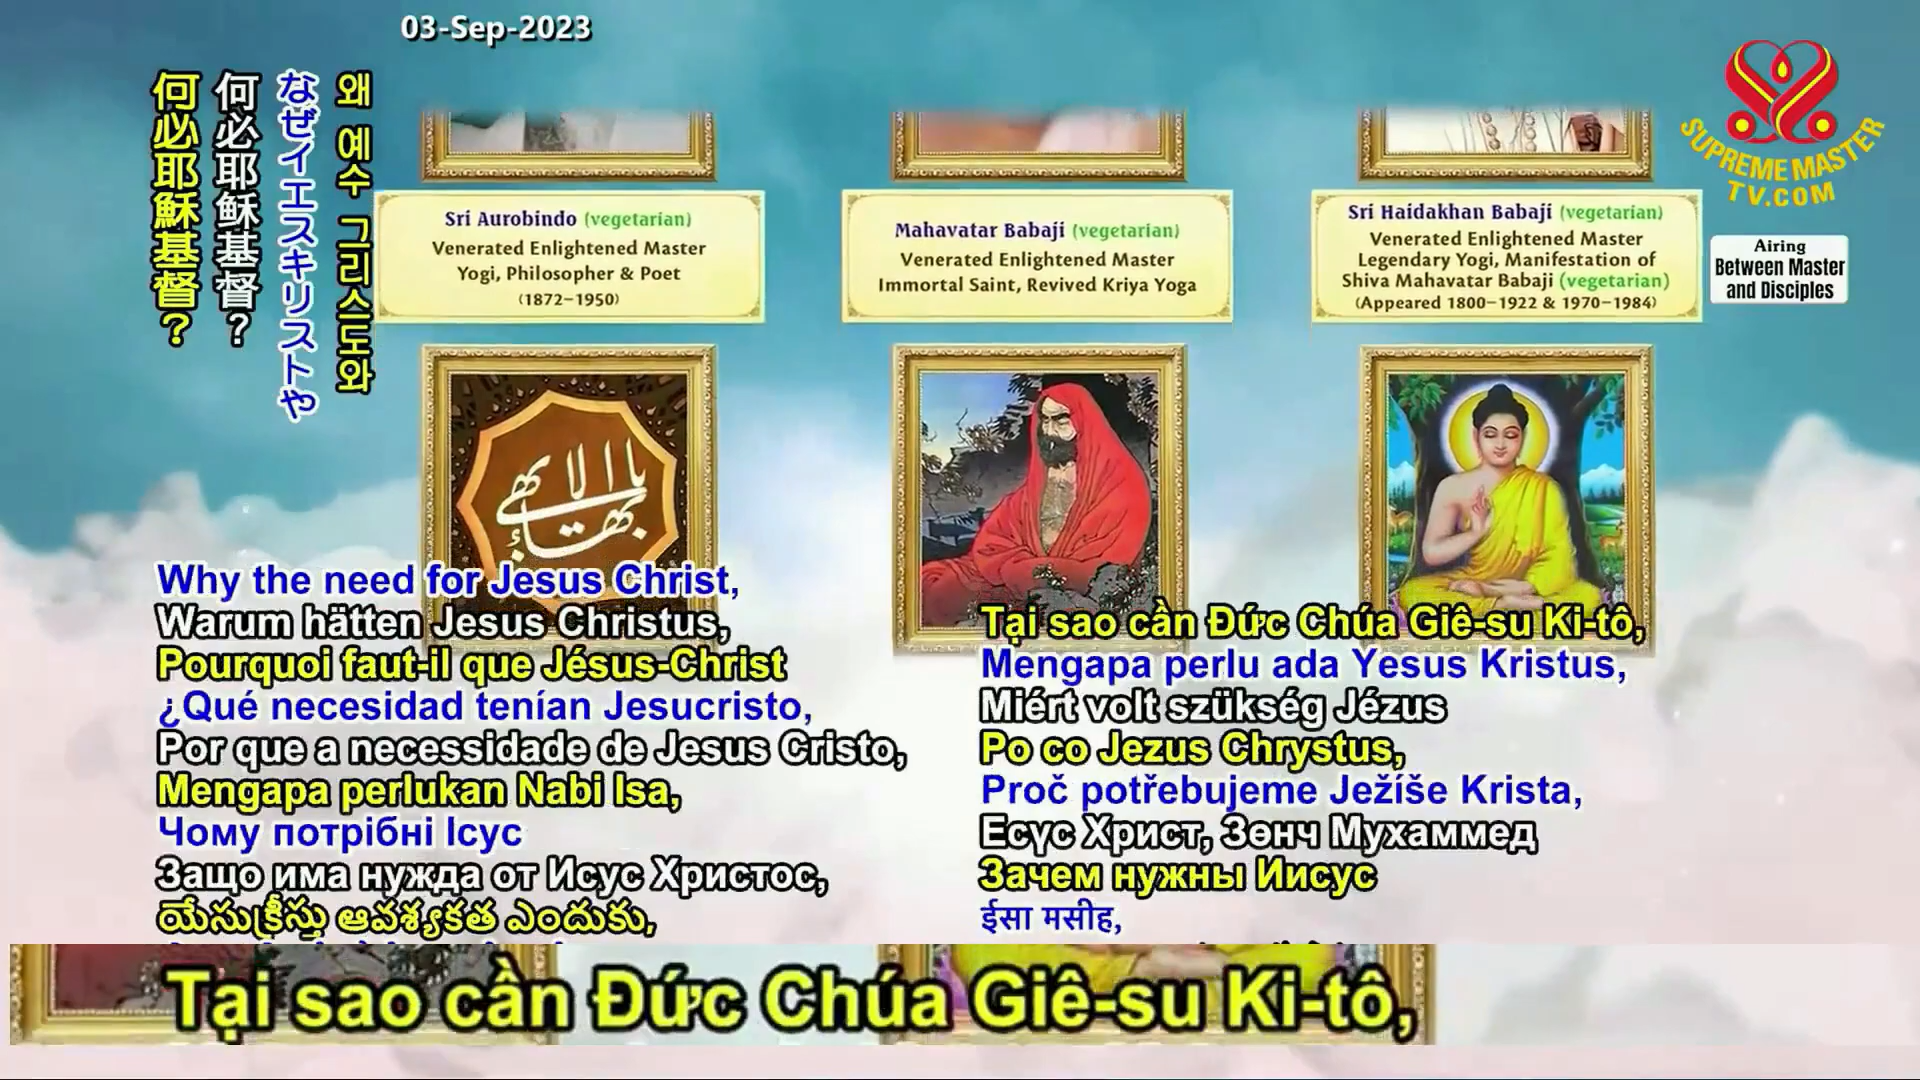 03-Sep-2023
何必耶穌基督？
何必耶稣基督？
なぜイエスキリストや
왜 예수 그리스도와
SUPREME MASTER
TV.COM
Airing
Between Master
and Disciples
Sri Aurobindo (vegetarian)
Venerated Enlightened Master
Yogi, Philosopher & Poet
(1872–1950)
Mahavatar Babaji (vegetarian)
Venerated Enlightened Master
Immortal Saint, Revived Kriya Yoga
Sri Haidakhan Babaji (vegetarian)
Venerated Enlightened Master
Legendary Yogi, Manifestation of
Shiva Mahavatar Babaji (vegetarian)
(Appeared 1800–1922 & 1970–1984)
Why the need for Jesus Christ,
Warum hätten Jesus Christus,
Pourquoi faut-il que Jésus-Christ
¿Qué necesidad tenían Jesucristo,
Por que a necessidade de Jesus Cristo,
Mengapa perlukan Nabi Isa,
Чому потрібні Ісус
Защо има нужда от Исус Христос,
యేసుక్రీస్తు ఆవశ్యకత ఎందుకు,
Tại sao cần Đức Chúa Giê-su Ki-tô,
Mengapa perlu ada Yesus Kristus,
Miért volt szükség Jézus
Po co Jezus Chrystus,
Proč potřebujeme Ježíše Krista,
Есүс Христ, Зөнч Мухаммед
Зачем нужны Иисус
ईसा मसीह,
Tại sao cần Đức Chúa Giê-su Ki-tô,